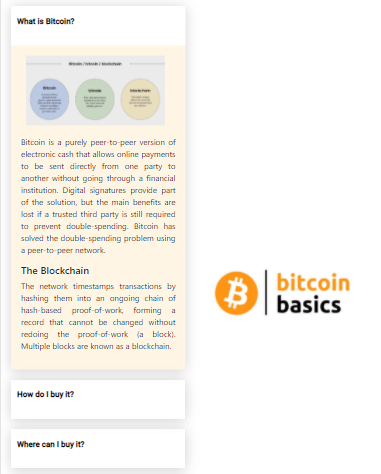 What is Bitcoin?
Bitcoin / bitcoin / blockchain
Bitcoin
bitcoin
blockchain
Bitcoin is a purely peer-to-peer version of
electronic cash that allows online payments
to be sent directly from one party to
another without going through a financial
institution. Digital signatures provide part
of the solution, but the main benefits are
lost if a trusted third party is still required
to prevent double-spending. Bitcoin has
solved the double-spending problem using
a peer-to-peer network.
The Blockchain
The network timestamps transactions by
hashing them into an ongoing chain of
hash-based proof-of-work, forming a
record that cannot be changed without
redoing the proof-of-work (a block).
Multiple blocks are known as a blockchain.
How do I buy it?
Where can I buy it?
bitcoin
basics